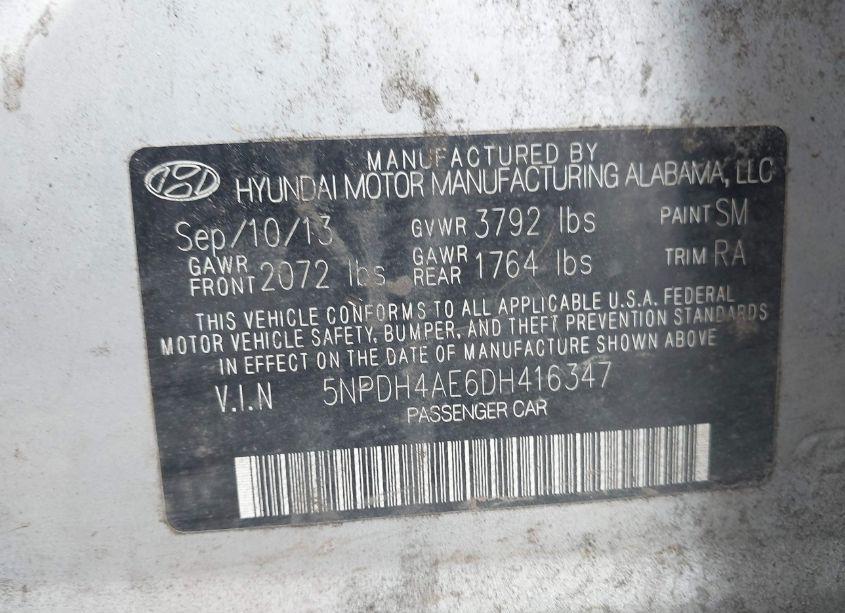 MANUFACTURED BY
HYUNDAI MOTOR MANUFACTURING ALABAMA, LLC
Sep/10/13 GVWR 3792 lbs PAINT SM
GAWR FRONT 2072 lbs GAWR REAR 1764 lbs TRIM RA
THIS VEHICLE CONFORMS TO ALL APPLICABLE U.S.A. FEDERAL
MOTOR VEHICLE SAFETY, BUMPER, AND THEFT PREVENTION STANDARDS
IN EFFECT ON THE DATE OF MANUFACTURE SHOWN ABOVE
V.I.N 5NPDH4AE6DH416347
PASSENGER CAR